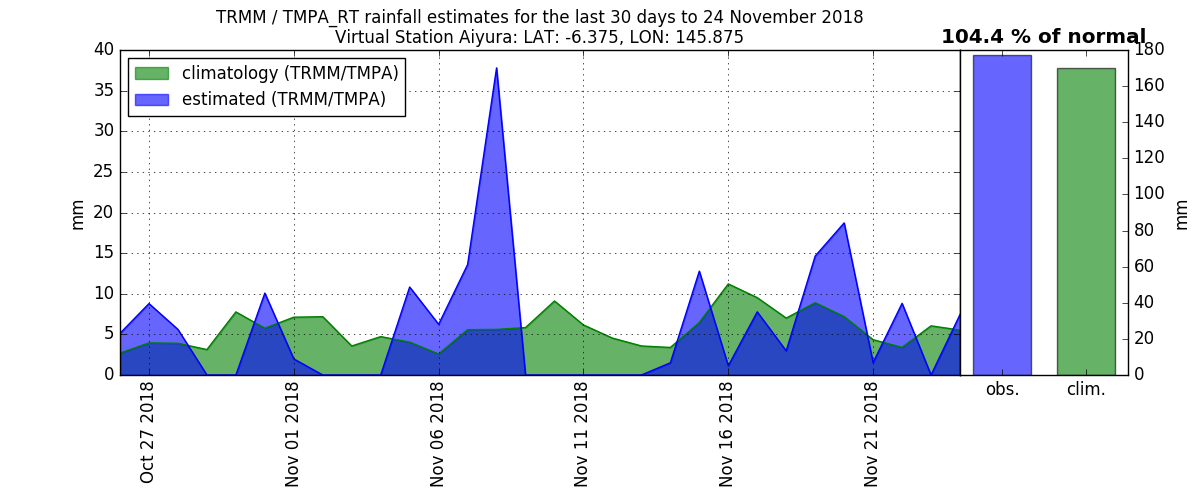 TRMM / TMPA_RT rainfall estimates for the last 30 days to 24 November 2018
Virtual Station Aiyura: LAT: -6.375, LON: 145.875
104.4 % of normal
climatology (TRMM/TMPA)
estimated (TRMM/TMPA)
mm
40
35
30
25
20
15
10
5
0
Oct 27 2018
Nov 01 2018
Nov 06 2018
Nov 11 2018
Nov 16 2018
Nov 21 2018
obs.
clim.
180
160
140
120
100
80
60
40
20
0
mm